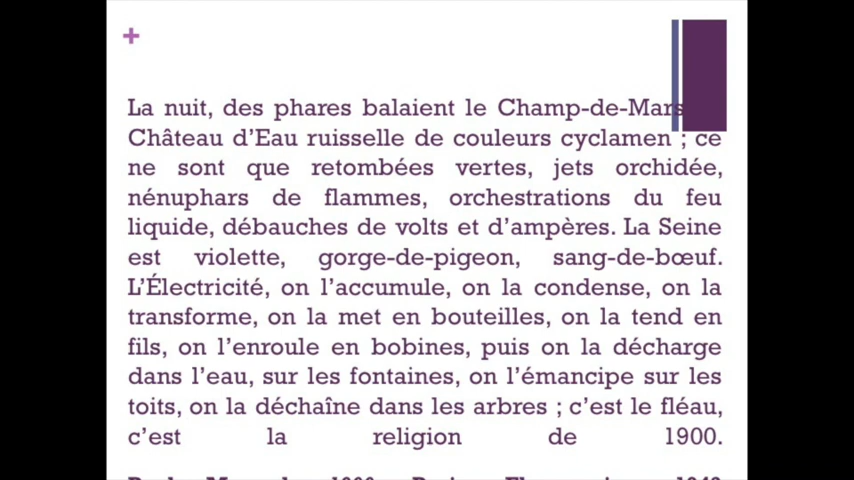 +
La nuit, des phares balaient le Champ-de-Mars
Château d’Eau ruisselle de couleurs cyclamen ; ce
ne sont que retombées vertes, jets orchidée,
nénuphars de flammes, orchestrations du feu
liquide, débauches de volts et d’ampères. La Seine
est violette, gorge-de-pigeon, sang-de-bœuf.
L’Électricité, on l’accumule, on la condense, on la
transforme, on la met en bouteilles, on la tend en
fils, on l’enroule en bobines, puis on la décharge
dans l’eau, sur les fontaines, on l’émancipe sur les
toits, on la déchaîne dans les arbres ; c’est le fléau,
c’est la religion de 1900.